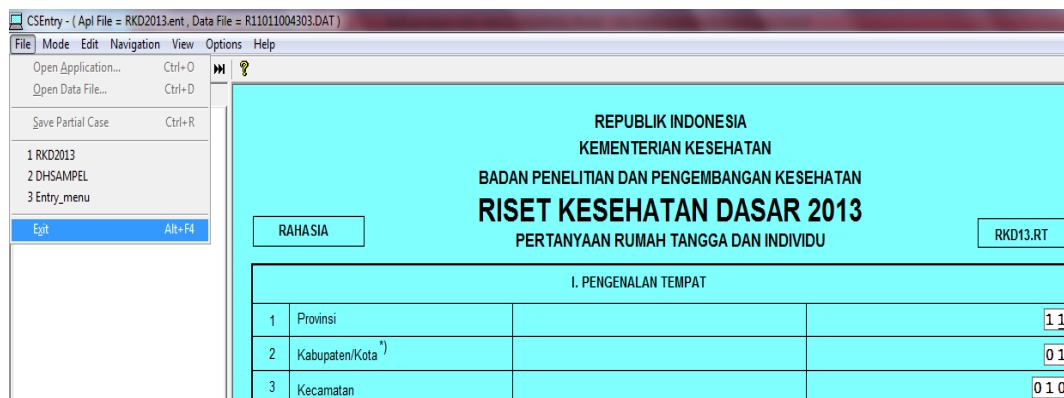 CSEntry - ( Apl File = RKD2013.ent , Data File = R11011004303.DAT )
File Mode Edit Navigation View Options Help
Open Application... Ctrl+O
Open Data File... Ctrl+D
Save Partial Case Ctrl+R
1 RKD2013
2 DHSAMPEL
3 Entry_menu
Exit Alt+F4
REPUBLIK INDONESIA
KEMENTERIAN KESEHATAN
BADAN PENELITIAN DAN PENGEMBANGAN KESEHATAN
RISET KESEHATAN DASAR 2013
RAHASIA
PERTANYAAN RUMAH TANGGA DAN INDIVIDU
RKD13.RT
I. PENGENALAN TEMPAT
1 Provinsi 1 1
2 Kabupaten/Kota *) 0 1
3 Kecamatan 0 1 0